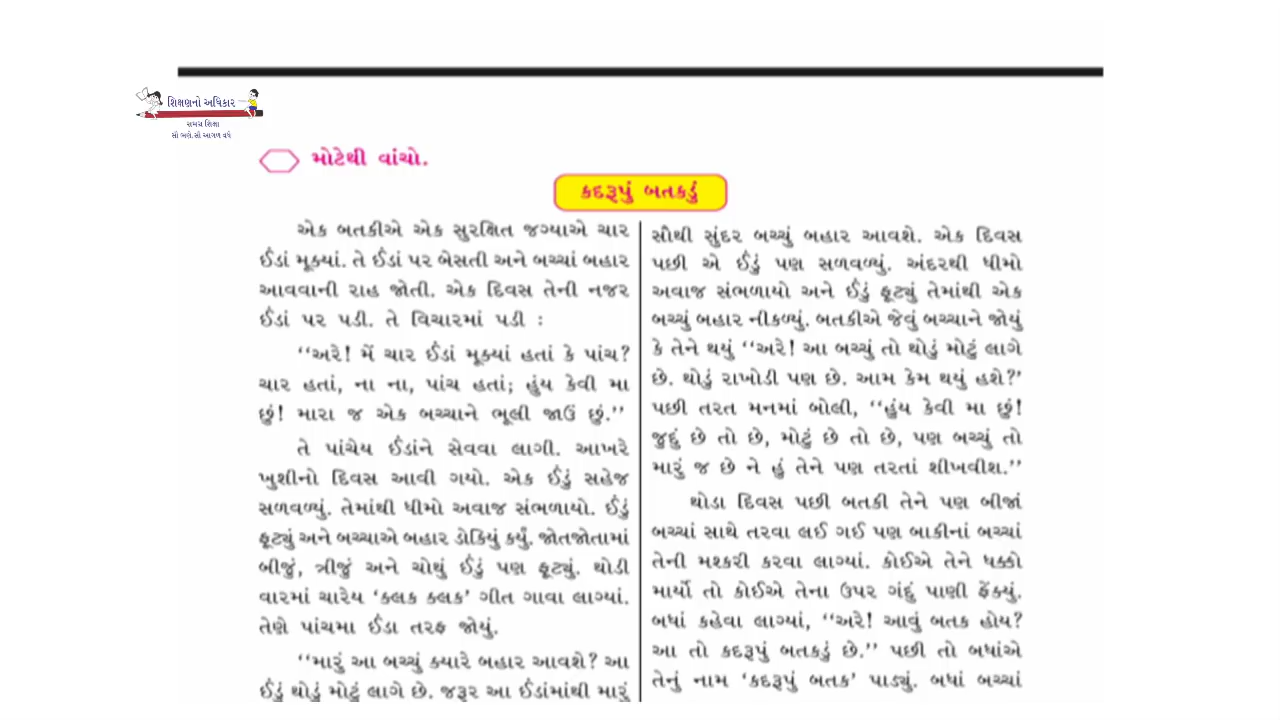 શિક્ષણનો અધિકાર
સમગ્ર શિક્ષા
સૌ ભણે.સૌ આગળ વધે
મોટેથી વાંચો.
કદરૂપું બતકડું
એક બતકીએ એક સુરક્ષિત જગ્યાએ ચાર
ઈંડાં મૂક્યાં. તે ઈંડાં પર બેસતી અને બચ્ચાં બહાર
આવવાની રાહ જોતી. એક દિવસ તેની નજર
ઈંડાં પર પડી. તે વિચારમાં પડી :
‘‘અરે! મેં ચાર ઈંડાં મૂક્યાં હતાં કે પાંચ?
ચાર હતાં, ના ના, પાંચ હતાં; હુંય કેવી મા
છું! મારા જ એક બચ્ચાને ભૂલી જાઉં છું.’’
તે પાંચેય ઈંડાંને સેવવા લાગી. આખરે
ખુશીનો દિવસ આવી ગયો. એક ઈંડું સહેજ
સળવળ્યું. તેમાંથી ધીમો અવાજ સંભળાયો. ઈંડું
ફૂટ્યું અને બચ્ચાએ બહાર ડોકિયું કર્યું. જોતજોતામાં
બીજું, ત્રીજું અને ચોથું ઈંડું પણ ફૂટ્યું. થોડી
વારમાં ચારેય ‘ક્લક ક્લક’ ગીત ગાવા લાગ્યાં.
તેણે પાંચમા ઈંડા તરફ જોયું.
‘‘મારું આ બચ્ચું ક્યારે બહાર આવશે? આ
ઈંડું થોડું મોટું લાગે છે. જરૂર આ ઈંડાંમાંથી મારું
સૌથી સુંદર બચ્ચું બહાર આવશે. એક દિવસ
પછી એ ઈંડું પણ સળવળ્યું. અંદરથી ધીમો
અવાજ સંભળાયો અને ઈંડું ફૂટ્યું તેમાંથી એક
બચ્ચું બહાર નીકળ્યું. બતકીએ જેવું બચ્ચાને જોયું
કે તેને થયું ‘‘અરે! આ બચ્ચું તો થોડું મોટું લાગે
છે. થોડું રાખોડી પણ છે. આમ કેમ થયું હશે?’
પછી તરત મનમાં બોલી, ‘‘હુંય કેવી મા છું!
જુદું છે તો છે, મોટું છે તો છે, પણ બચ્ચું તો
મારું જ છે ને હું તેને પણ તરતાં શીખવીશ.’’
થોડા દિવસ પછી બતકી તેને પણ બીજાં
બચ્ચાં સાથે તરવા લઈ ગઈ પણ બાકીનાં બચ્ચાં
તેની મશ્કરી કરવા લાગ્યાં. કોઈએ તેને ધક્કો
માર્યો તો કોઈએ તેના ઉપર ગંદું પાણી ફેંક્યું.
બધાં કહેવા લાગ્યાં, ‘‘અરે! આવું બતક હોય?
આ તો કદરૂપું બતકડું છે.’’ પછી તો બધાંએ
તેનું નામ ‘કદરૂપું બતક’ પાડ્યું. બધાં બચ્ચાં